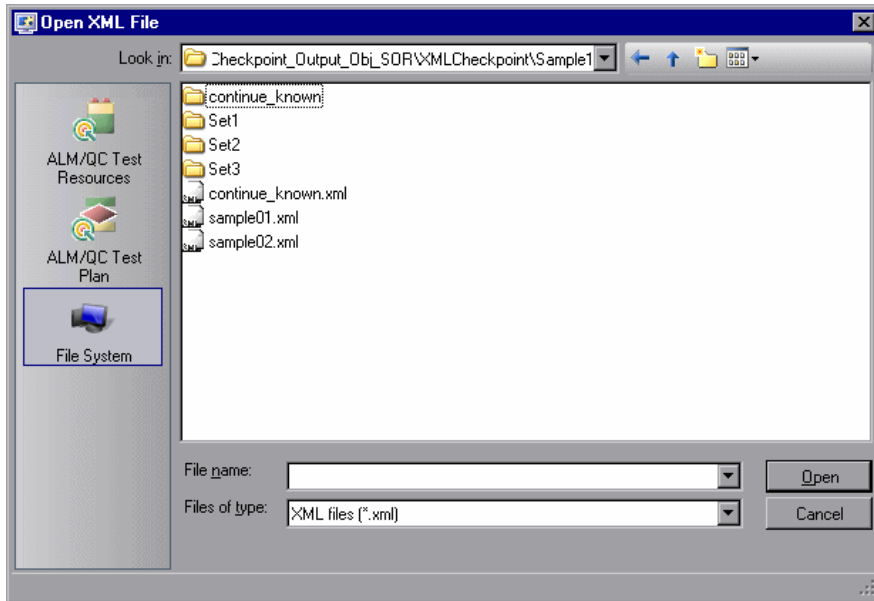 Open XML File
Look in: Checkpoint_Output_Obj_SOR\XMLCheckpoint\Sample1
continue_known
Set1
Set2
Set3
continue_known.xml
sample01.xml
sample02.xml
ALM/QC Test
Resources
ALM/QC Test
Plan
File System
File name:
Open
Files of type: XML files (*.xml)
Cancel